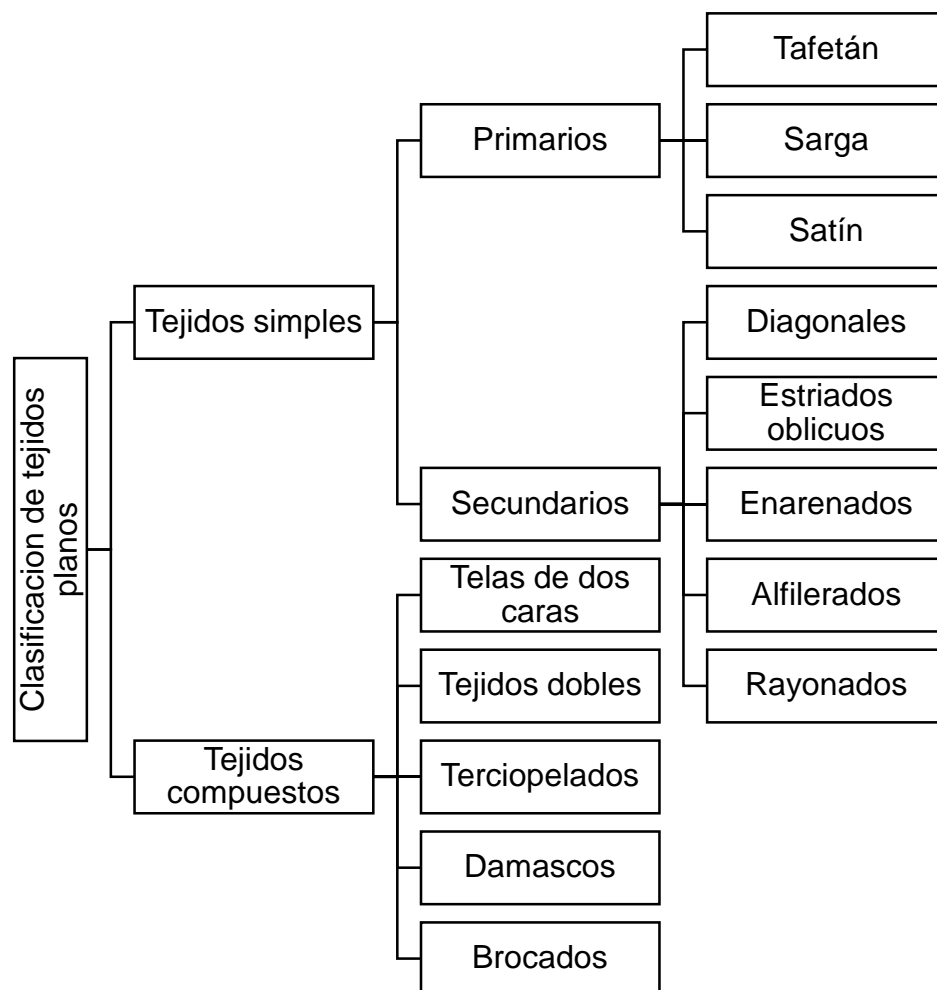 Clasificacion de tejidos
planos
Tejidos simples
Primarios
Tafetán
Sarga
Satín
Secundarios
Diagonales
Estriados
oblicuos
Enarenados
Alfilerados
Rayonados
Tejidos
compuestos
Telas de dos
caras
Tejidos dobles
Terciopelados
Damascos
Brocados